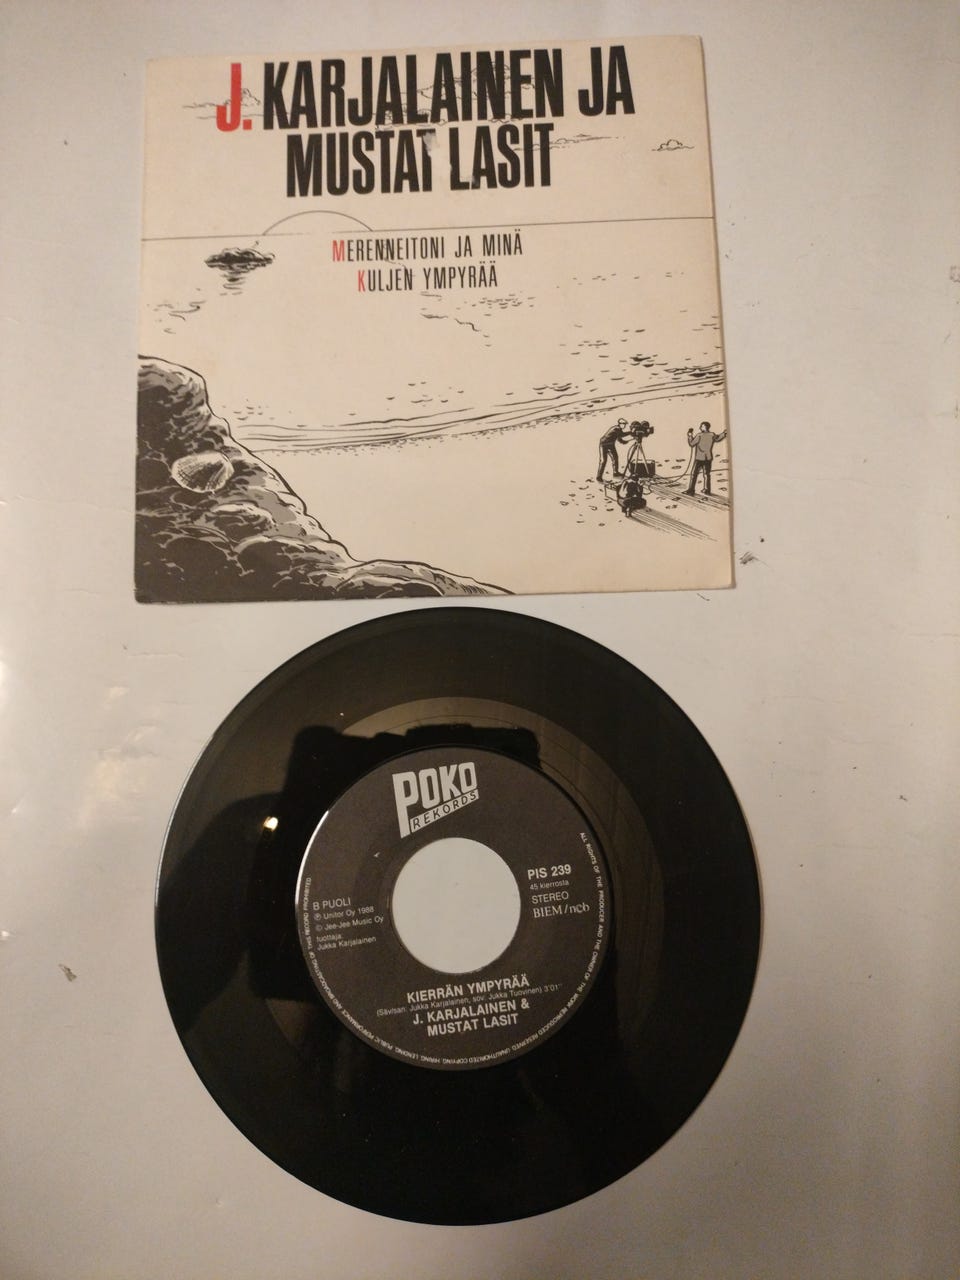 J. KARJALAINEN JA
MUSTAT LASIT
MERENNEITONI JA MINÄ
KULJEN YMPYRÄÄ
POKO
REKORDS
B PUOLI
Ⓟ Unitor Oy 1988
© Jee-Jee Music Oy
tuottaja:
Jukka Karjalainen
PIS 239
45 kierrosta
STEREO
BIEM/ncb
KIERRÄN YMPYRÄÄ
(Säv/san: Jukka Karjalainen, sov: Jukka Tuovinen) 3'01''
J. KARJALAINEN &
MUSTAT LASIT
ALL RIGHTS OF THE PRODUCER AND THE OWNER OF THE WORK REPRODUCED RESERVED. UNAUTHORIZED COPYING, HIRING, LENDING, PUBLIC PERFORMANCE AND BROADCASTING OF THIS RECORD PROHIBITED